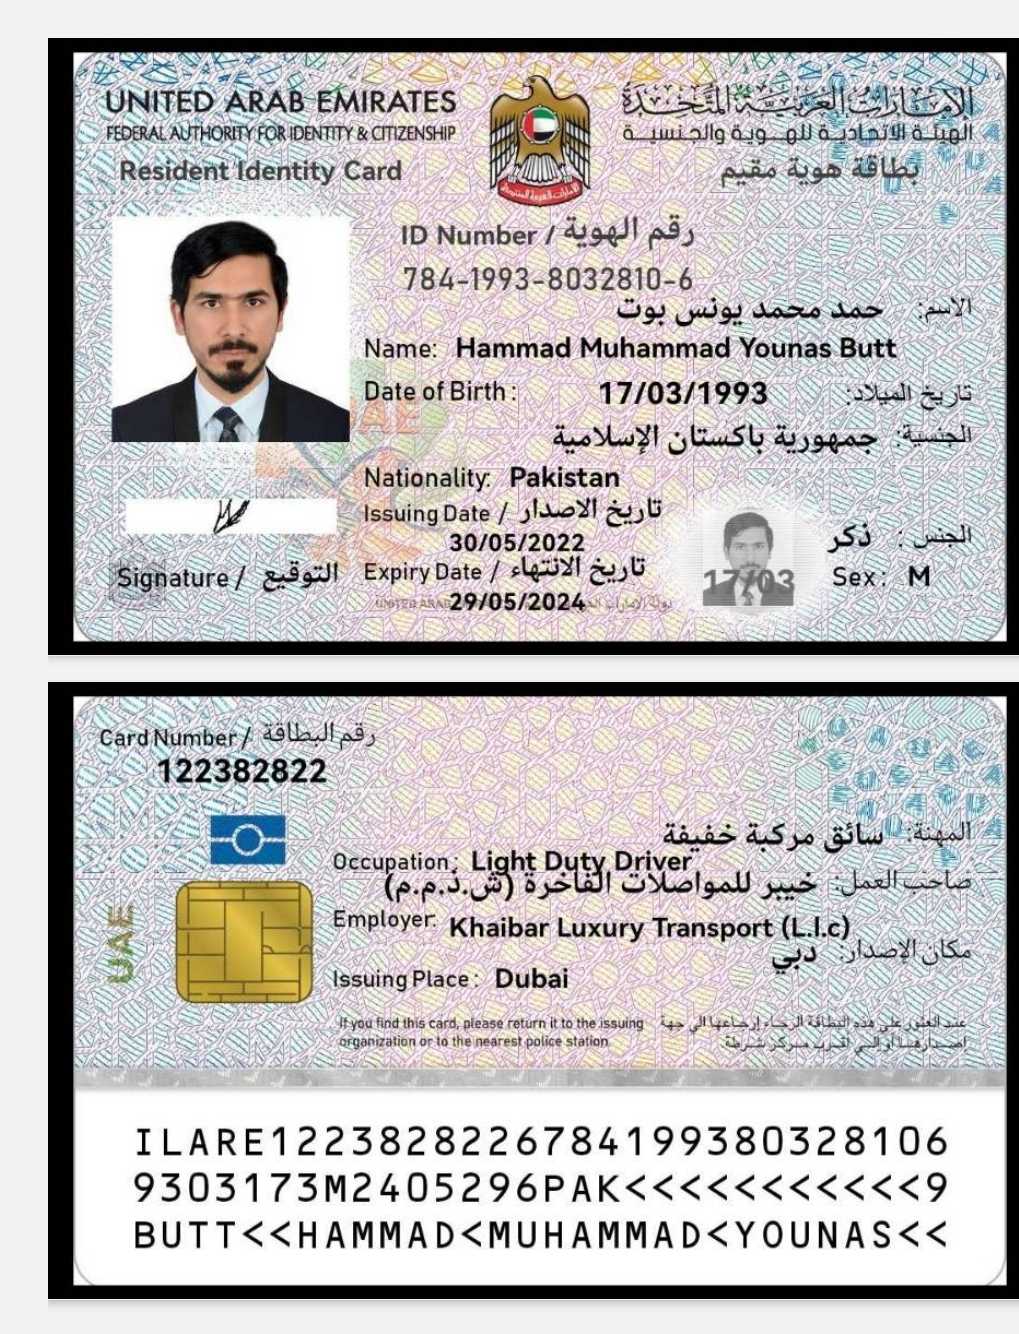 UNITED ARAB EMIRATES
الإمارات العربية المتحدة
FEDERAL AUTHORITY FOR IDENTITY & CITIZENSHIP
الهيئة الاتحادية للهوية والجنسية
Resident Identity Card
بطاقة هوية مقيم
ID Number / رقم الهوية
784-1993-8032810-6
الاسم: حمد محمد يونس بوت
Name: Hammad Muhammad Younas Butt
Date of Birth: 17/03/1993 تاريخ الميلاد:
الجنسية: جمهورية باكستان الإسلامية
Nationality: Pakistan
UAE
Issuing Date / تاريخ الاصدار
30/05/2022
الجنس: ذكر
Sex: M
17/03
Signature / التوقيع
Expiry Date / تاريخ الانتهاء
29/05/2024
Card Number / رقم البطاقة
122382822
المهنة: سائق مركبة خفيفة
Occupation: Light Duty Driver
صاحب العمل: خيبر للمواصلات الفاخرة (ش.ذ.م.م)
Employer: Khaibar Luxury Transport (L.l.c)
مكان الإصدار: دبي
Issuing Place: Dubai
UAE
If you find this card, please return it to the issuing
organization or to the nearest police station
عند العثور على هذه البطاقة الرجاء إرجاعها الى جهة
اصدارها أو الى اقرب مركز شرطة
ILARE1223828226784199380328106
9303173M2405296PAK<<<<<<<<<<<9
BUTT<<HAMMAD<MUHAMMAD<YOUNAS<<